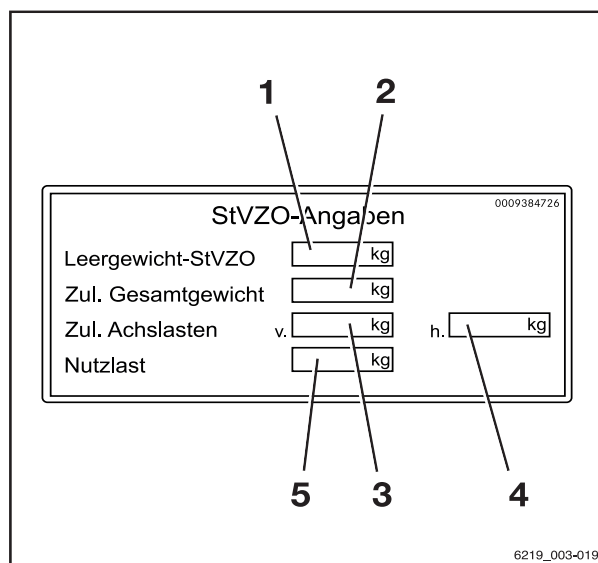 1 2
0009384726
StVZO-Angaben
Leergewicht-StVZO kg
Zul. Gesamtgewicht kg
Zul. Achslasten v. kg h. kg
Nutzlast kg
5 3 4
6219_003-019